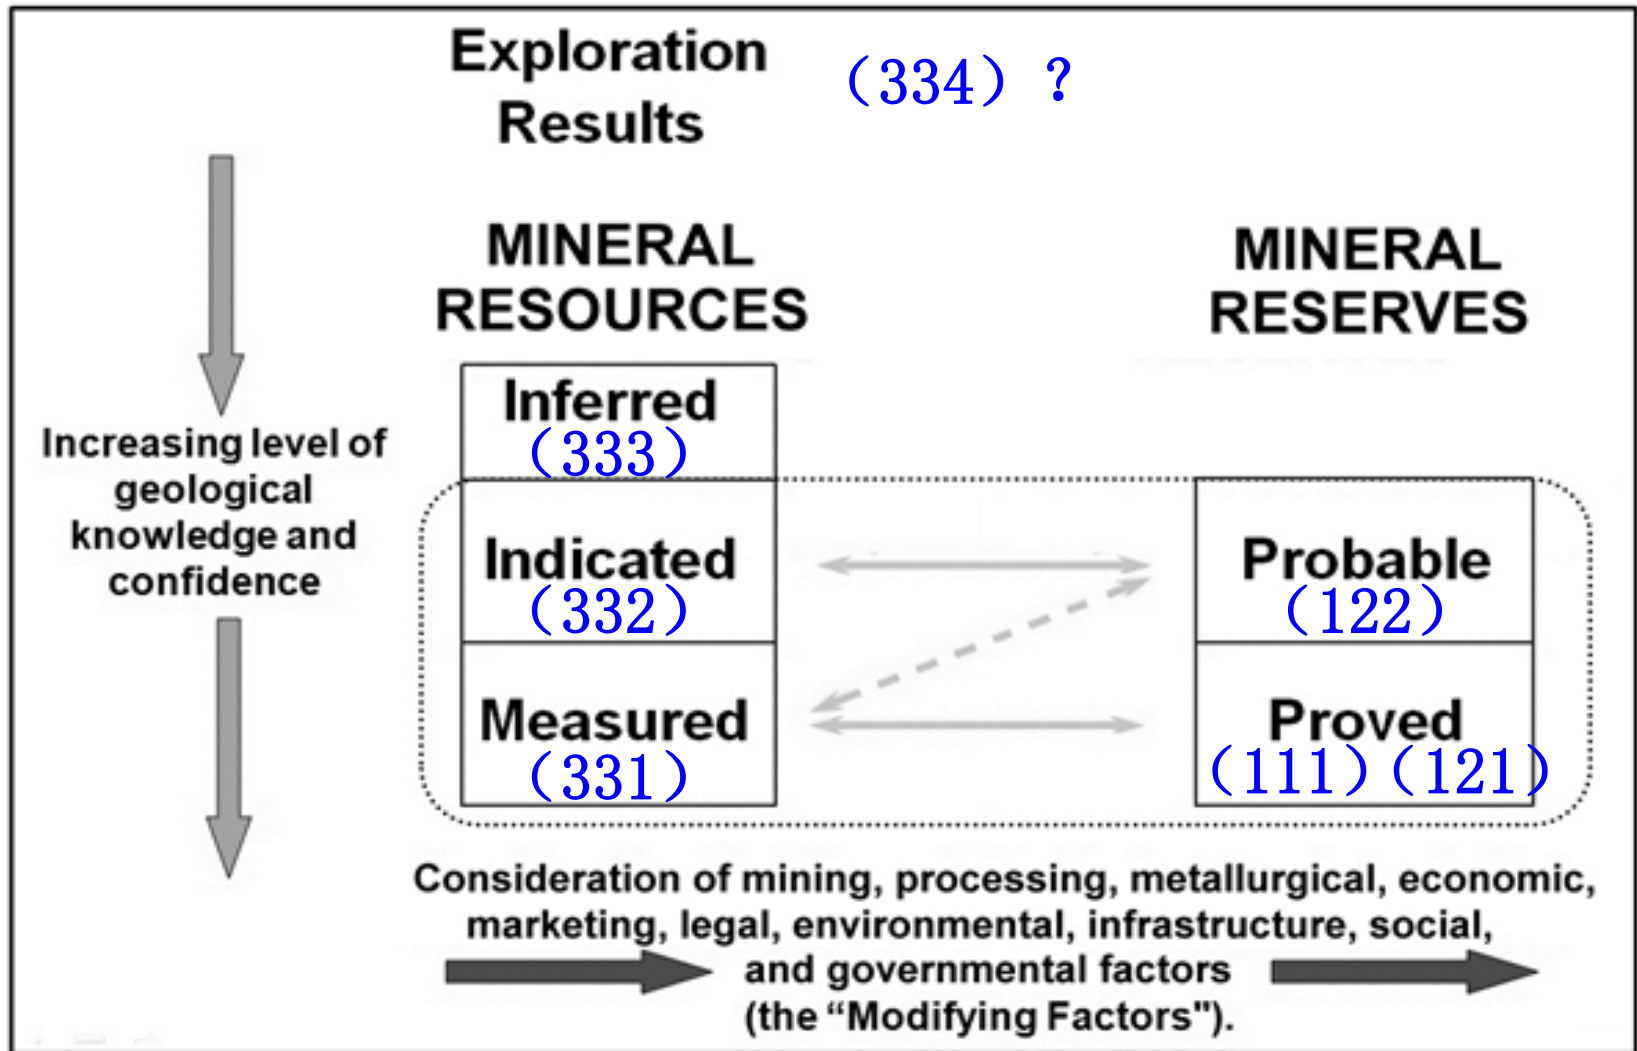 Exploration
Results
（334）？
MINERAL
RESOURCES
MINERAL
RESERVES
Inferred
（333）
Increasing level of
geological
knowledge and
confidence
Indicated
（332）
Probable
（122）
Measured
（331）
Proved
（111）（121）
Consideration of mining, processing, metallurgical, economic,
marketing, legal, environmental, infrastructure, social,
and governmental factors
(the “Modifying Factors").